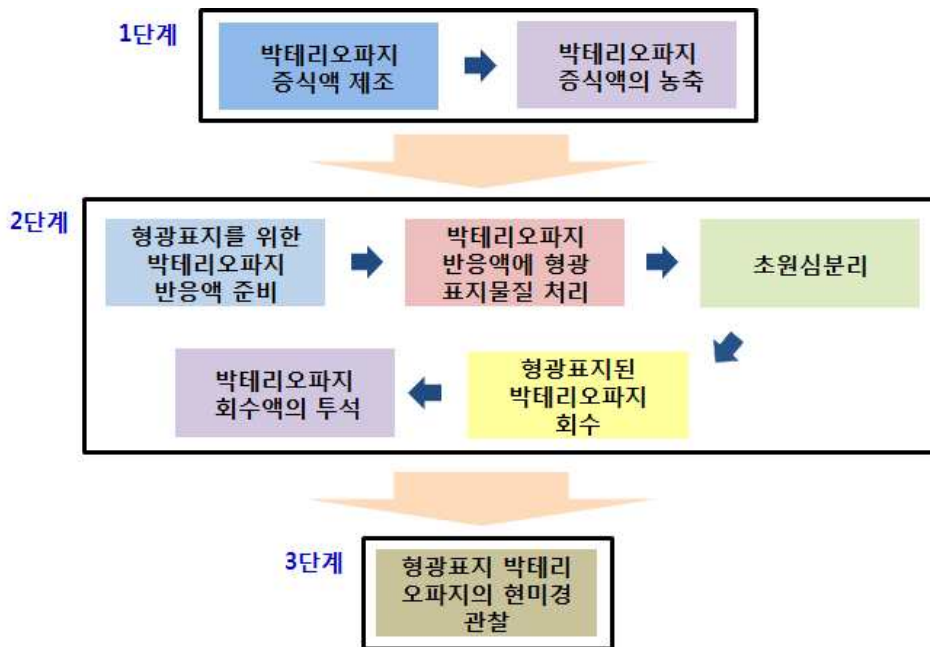 1단계
박테리오파지
증식액 제조
박테리오파지
증식액의 농축
2단계
형광표지를 위한
박테리오파지
반응액 준비
박테리오파지
반응액에 형광
표지물질 처리
초원심분리
형광표지된
박테리오파지
회수
박테리오파지
회수액의 투석
3단계
형광표지 박테리
오파지의 현미경
관찰